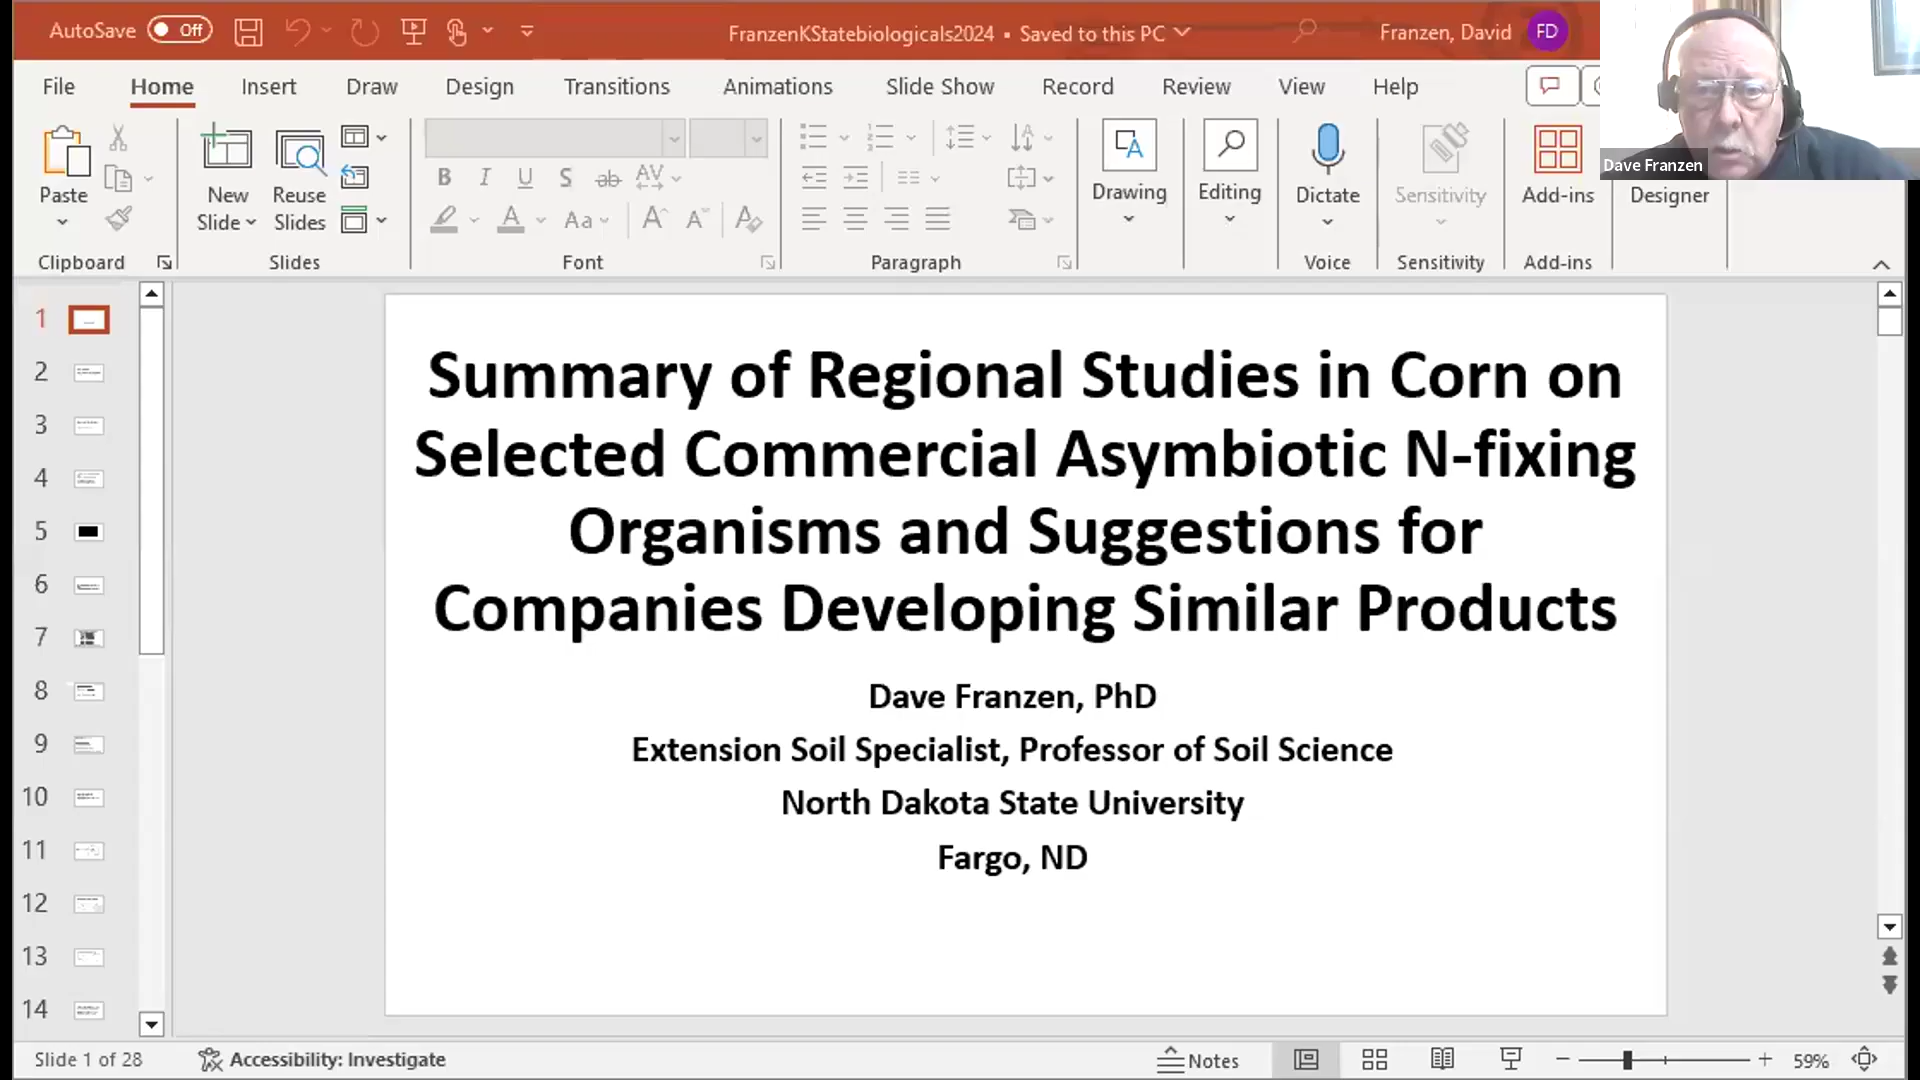 AutoSave Off
FranzenKStatebiologicals2024 • Saved to this PC
Franzen, David FD
File Home Insert Draw Design Transitions Animations Slide Show Record Review View Help
Paste
New Slide
Reuse Slides
B I U S ab AV
A Aa A A A
Drawing
Editing
Dictate
Sensitivity
Add-ins
Designer
Dave Franzen
Clipboard Slides Font Paragraph Voice Sensitivity Add-ins
1
2
3
4
5
6
7
8
9
10
11
12
13
14
Summary of Regional Studies in Corn on
Selected Commercial Asymbiotic N-fixing
Organisms and Suggestions for
Companies Developing Similar Products
Dave Franzen, PhD
Extension Soil Specialist, Professor of Soil Science
North Dakota State University
Fargo, ND
Slide 1 of 28 Accessibility: Investigate Notes 59%